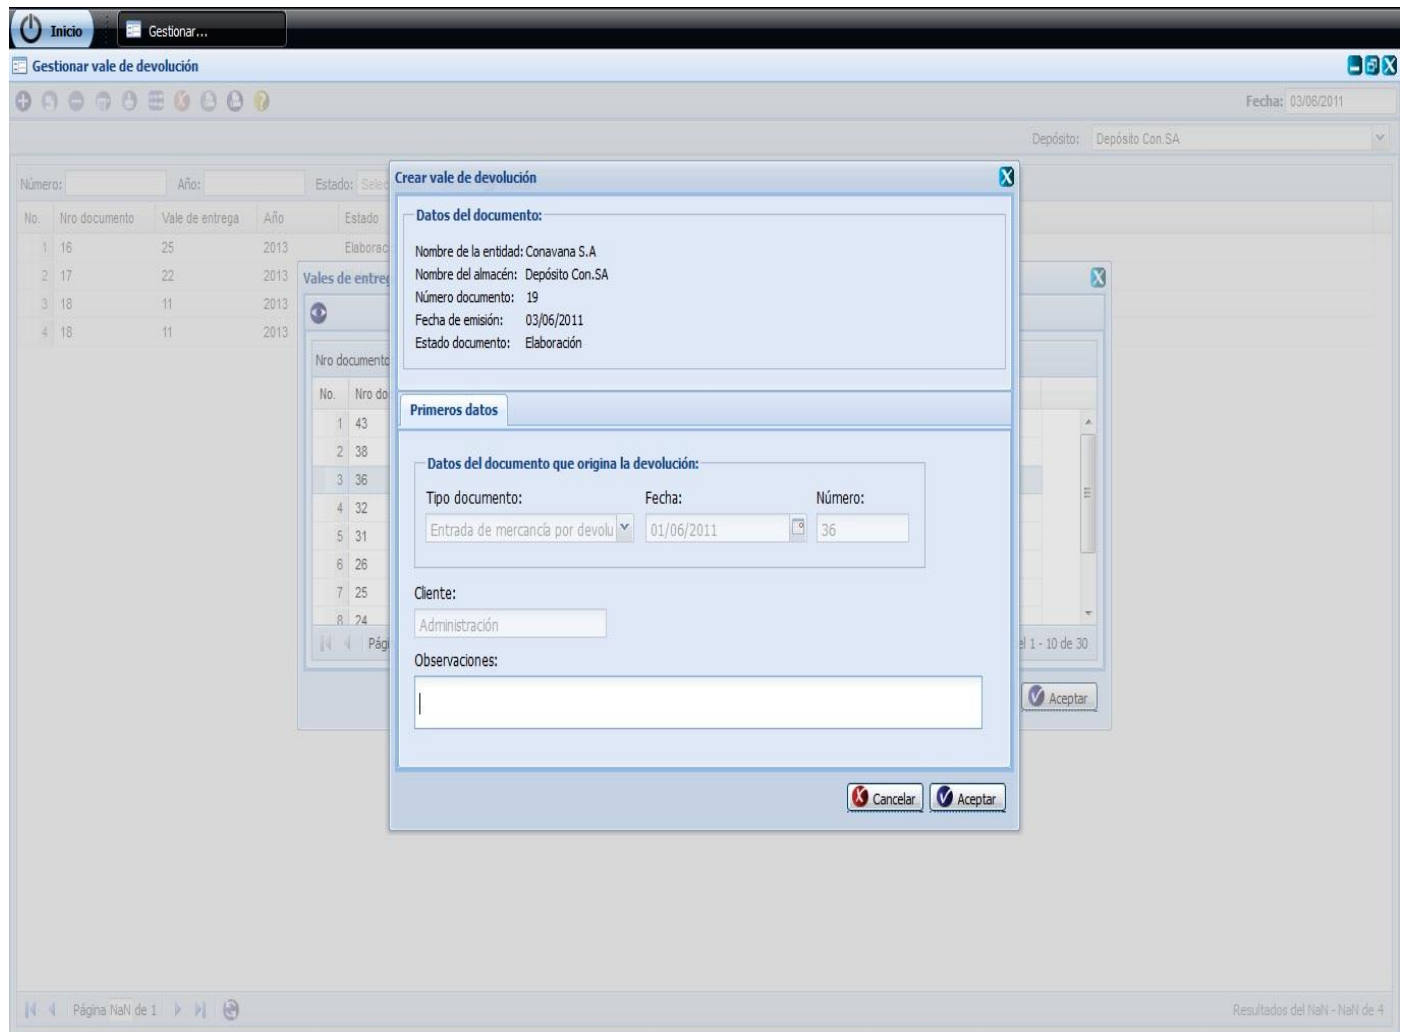 Inicio
Gestionar...
Gestionar vale de devolución
Fecha: 03/06/2011
Depósito: Depósito Con.SA
Número: Año: Estado:
No. Nro documento Vale de entrega Año Estado
1 16 25 2013
2 17 22 2013
3 18 11 2013
4 18 11 2013
Vales de
Nro documento
No. Nro
1 43
2 38
3 36
4 32
5 31
6 26
7 25
8 24
1 - 10 de 30
Aceptar
Crear vale de devolución
Datos del documento:
Nombre de la entidad: Conavana S.A
Nombre del almacén: Depósito Con.SA
Número documento: 19
Fecha de emisión: 03/06/2011
Estado documento: Elaboración
Primeros datos
Datos del documento que origina la devolución:
Tipo documento: Fecha: Número:
Entrada de mercancía por devolu 01/06/2011 36
Cliente:
Administración
Observaciones:
Cancelar Aceptar
Página NaN de 1
Resultados del NaN - NaN de 4